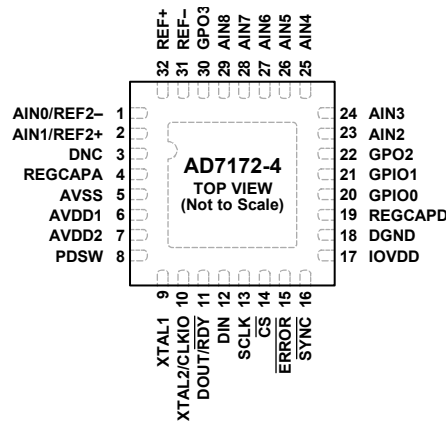 REF+
REF–
GPO3
AIN8
AIN7
AIN6
AIN5
AIN4
32
31
30
29
28
27
26
25
AIN0/REF2– 1
AIN1/REF2+ 2
DNC 3
REGCAPA 4
AVSS 5
AVDD1 6
AVDD2 7
PDSW 8
AD7172-4
TOP VIEW
(Not to Scale)
24 AIN3
23 AIN2
22 GPO2
21 GPIO1
20 GPIO0
19 REGCAPD
18 DGND
17 IOVDD
9
10
11
12
13
14
15
16
XTAL1
XTAL2/CLKIO
DOUT/RDY
DIN
SCLK
CS
ERROR
SYNC